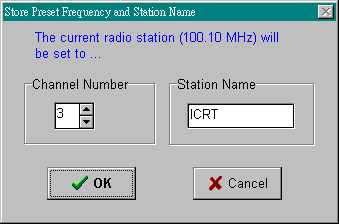 Store Preset Frequency and Station Name
The current radio station (100.10 MHz) will
be set to ...
Channel Number
Station Name
3
ICRT
OK
Cancel